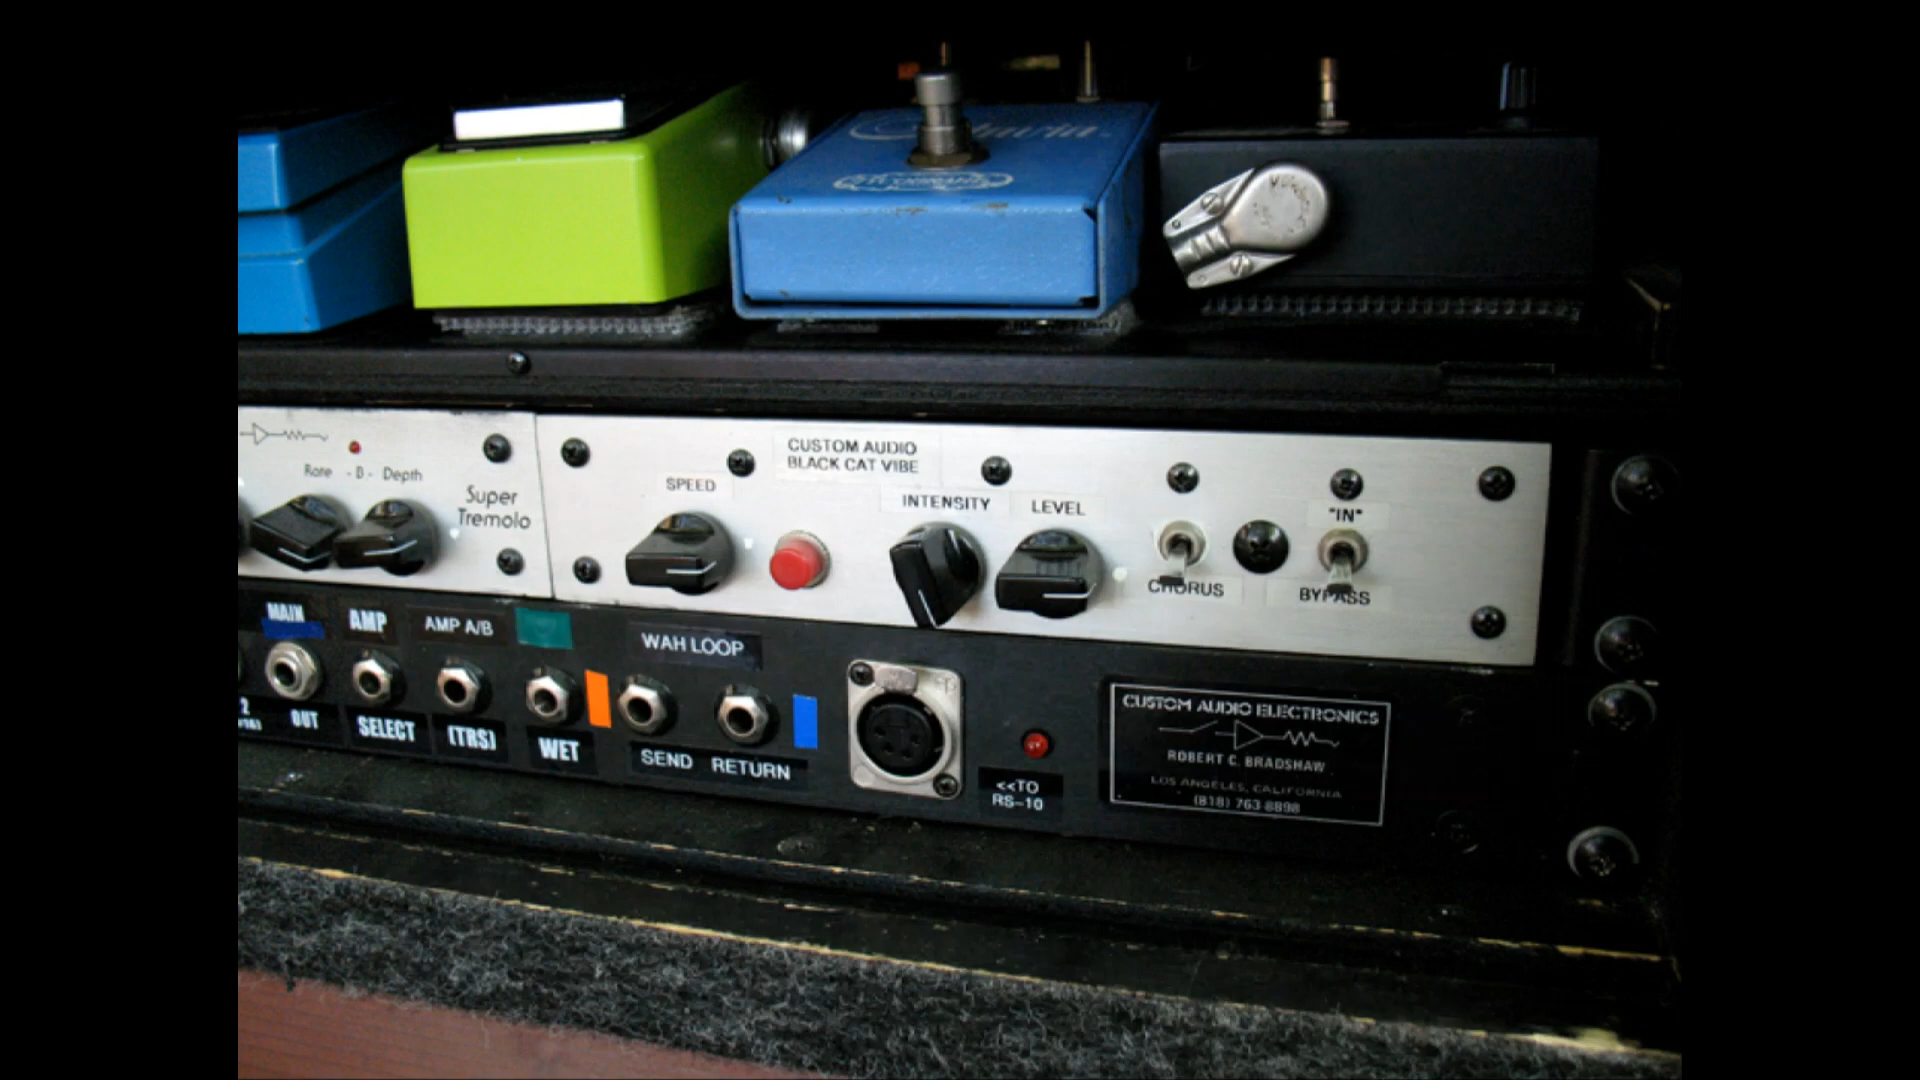 Rate - B - Depth
Super
Tremolo
CUSTOM AUDIO
BLACK CAT VIBE
SPEED
INTENSITY
LEVEL
CHORUS
"IN"
BYPASS
MAIN
OUT
AMP
SELECT
AMP A/B
(TRS)
WET
WAH LOOP
SEND RETURN
2
<<TO
RS-10
CUSTOM AUDIO ELECTRONICS
ROBERT C. BRADSHAW
LOS ANGELES, CALIFORNIA
(818) 763-8898